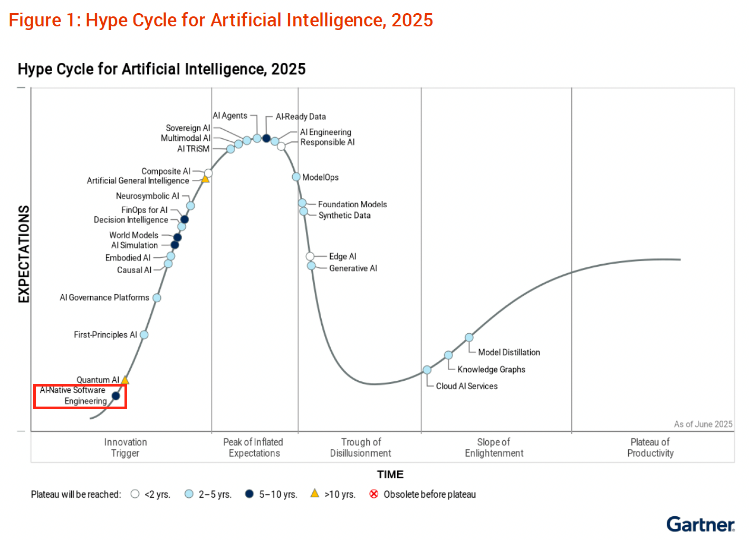 Figure 1: Hype Cycle for Artificial Intelligence, 2025
Hype Cycle for Artificial Intelligence, 2025
EXPECTATIONS
AI Agents
AI-Ready Data
Sovereign AI
AI Engineering
Multimodal AI
Responsible AI
AI TRiSM
Composite AI
Artificial General Intelligence
ModelOps
Neurosymbolic AI
Foundation Models
FinOps for AI
Synthetic Data
Decision Intelligence
World Models
AI Simulation
Embodied AI
Edge AI
Causal AI
Generative AI
AI Governance Platforms
First-Principles AI
Model Distillation
Knowledge Graphs
Quantum AI
Cloud AI Services
AI-Native Software
Engineering
As of June 2025
Innovation
Trigger
Peak of Inflated
Expectations
Trough of
Disillusionment
Slope of
Enlightenment
Plateau of
Productivity
TIME
Plateau will be reached: <2 yrs. 2–5 yrs. 5–10 yrs. >10 yrs. Obsolete before plateau
Gartner